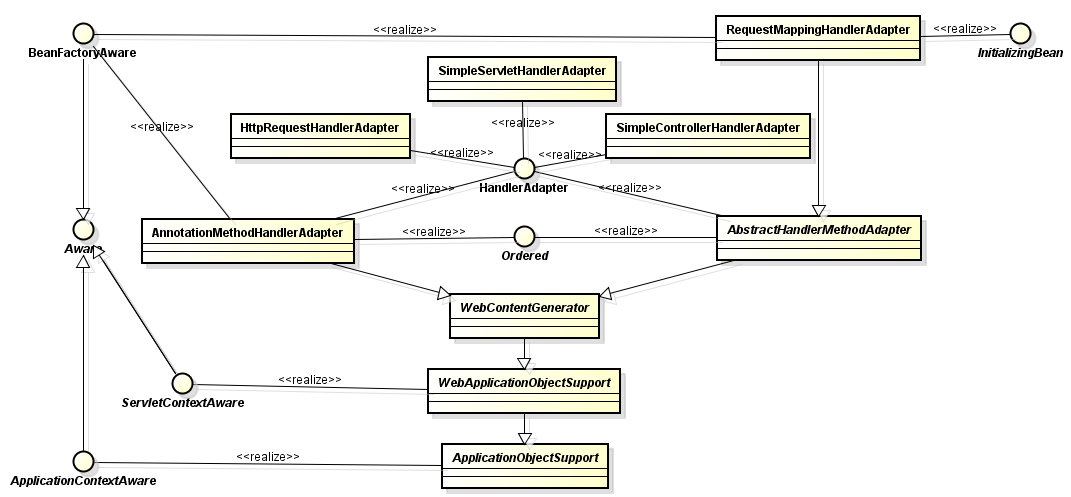 <<realize>>
RequestMappingHandlerAdapter
<<realize>>
BeanFactoryAware
InitializingBean
SimpleServletHandlerAdapter
<<realize>>
HttpRequestHandlerAdapter
<<realize>>
SimpleControllerHandlerAdapter
<<realize>>
<<realize>>
HandlerAdapter
<<realize>>
<<realize>>
AnnotationMethodHandlerAdapter
<<realize>>
<<realize>>
AbstractHandlerMethodAdapter
Aware
Ordered
WebContentGenerator
<<realize>>
WebApplicationObjectSupport
ServletContextAware
<<realize>>
ApplicationObjectSupport
ApplicationContextAware